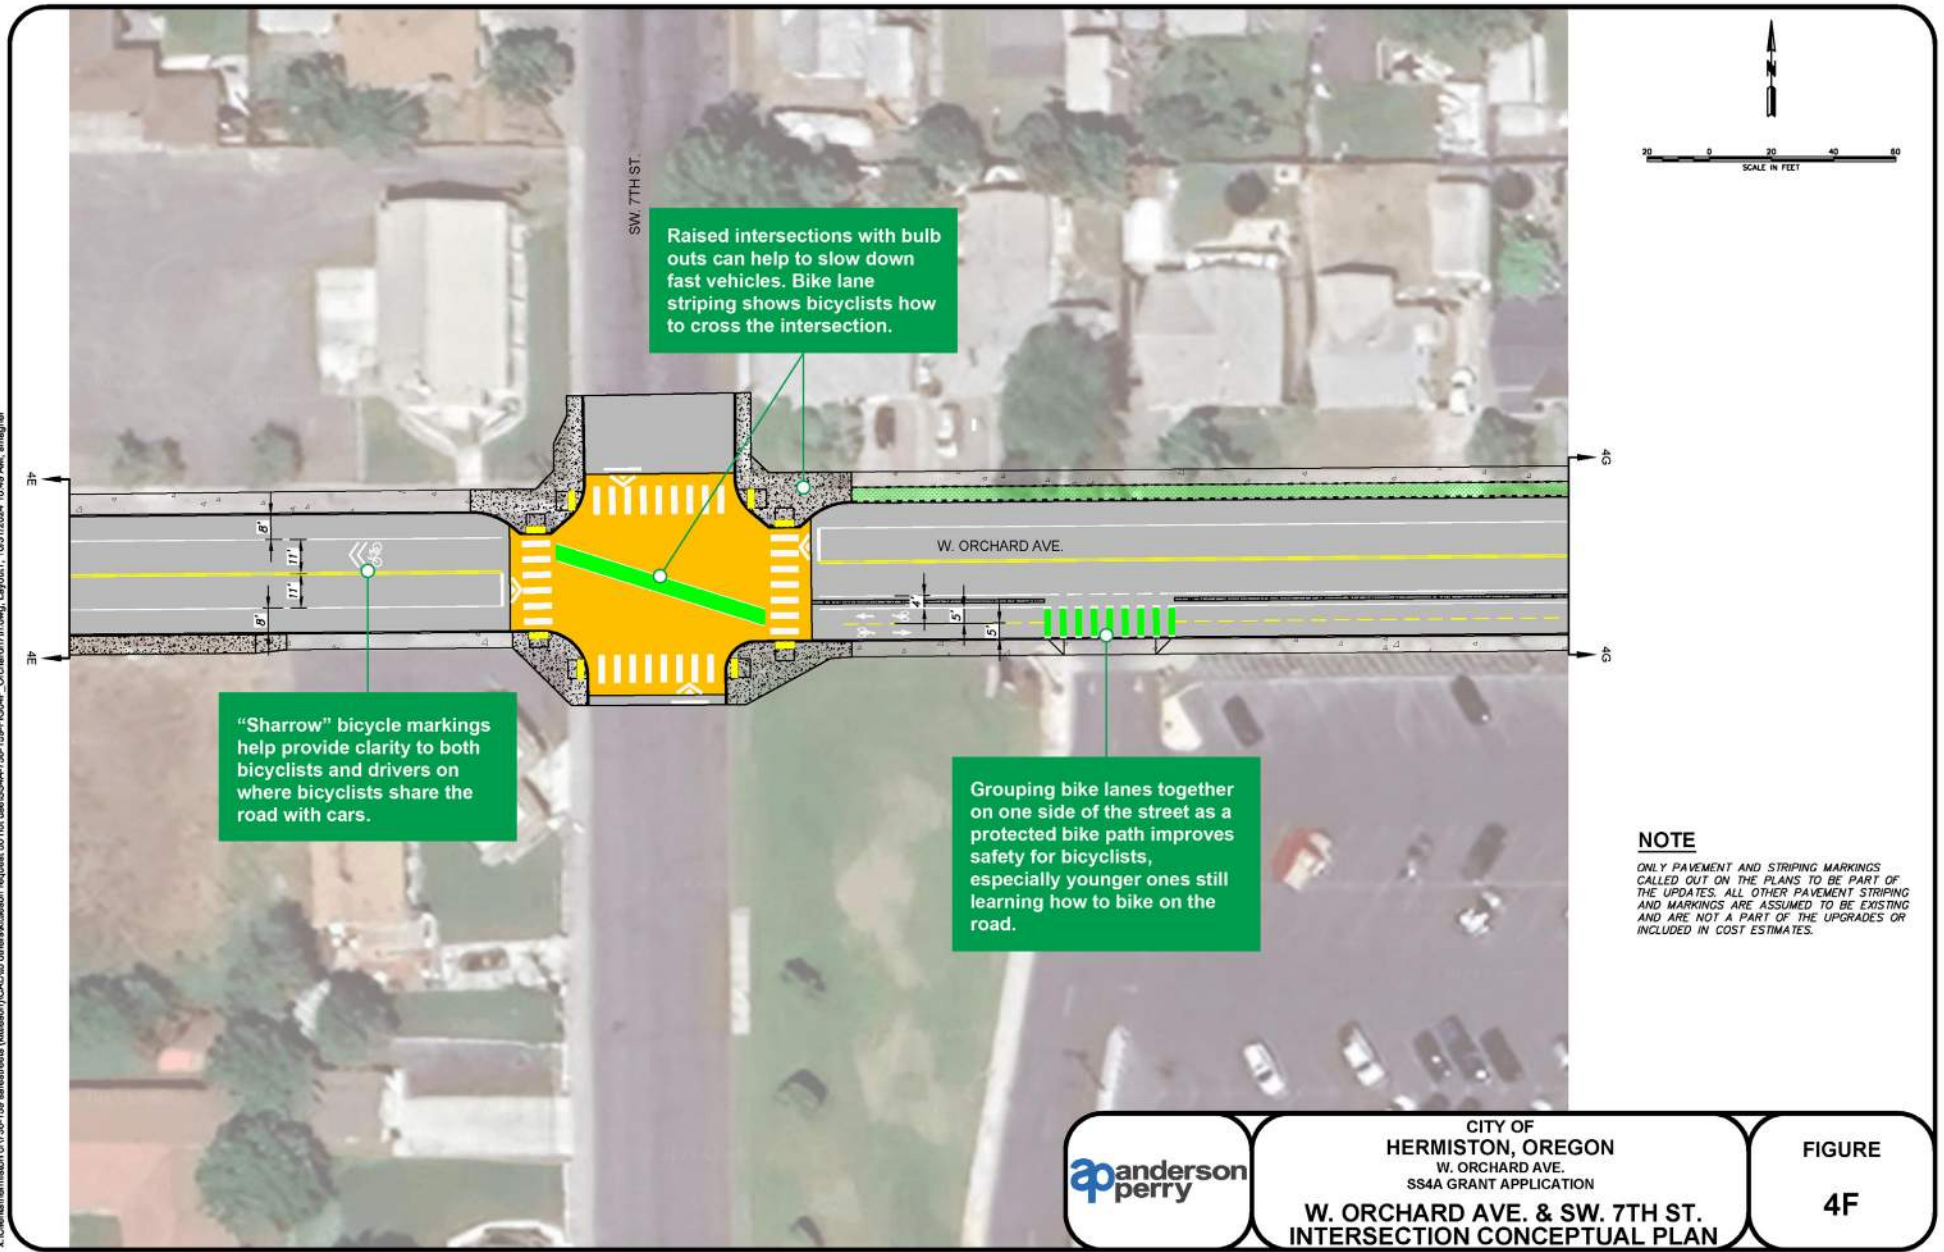 N
20 0 20 40 60
SCALE IN FEET
SW. 7TH ST.
Raised intersections with bulb
outs can help to slow down
fast vehicles. Bike lane
striping shows bicyclists how
to cross the intersection.
4E
4G
8'
11'
11'
8'
W. ORCHARD AVE.
4'
5'
5'
4E
4G
“Sharrow” bicycle markings
help provide clarity to both
bicyclists and drivers on
where bicyclists share the
road with cars.
Grouping bike lanes together
on one side of the street as a
protected bike path improves
safety for bicyclists,
especially younger ones still
learning how to bike on the
road.
NOTE
ONLY PAVEMENT AND STRIPING MARKINGS
CALLED OUT ON THE PLANS TO BE PART OF
THE UPDATES. ALL OTHER PAVEMENT STRIPING
AND MARKINGS ARE ASSUMED TO BE EXISTING
AND ARE NOT A PART OF THE UPGRADES OR
INCLUDED IN COST ESTIMATES.
ap anderson
perry
CITY OF
HERMISTON, OREGON
W. ORCHARD AVE.
SS4A GRANT APPLICATION
W. ORCHARD AVE. & SW. 7TH ST.
INTERSECTION CONCEPTUAL PLAN
FIGURE
4F